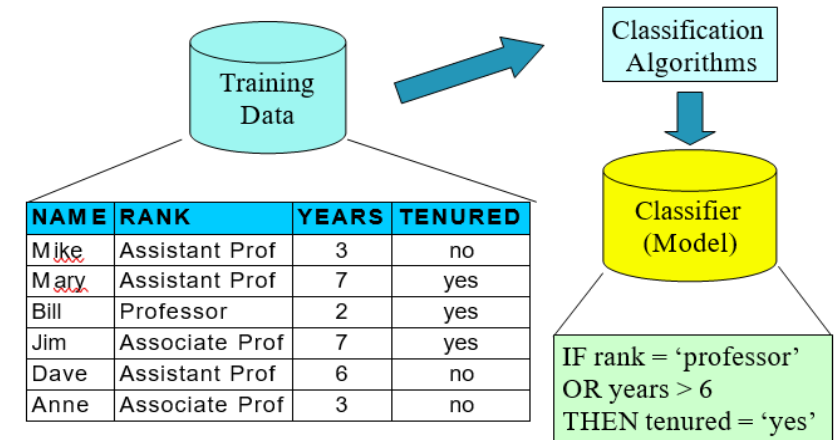 Training
Data
Classification
Algorithms
Classifier
(Model)
NAME RANK YEARS TENURED
Mike Assistant Prof 3 no
Mary Assistant Prof 7 yes
Bill Professor 2 yes
Jim Associate Prof 7 yes
Dave Assistant Prof 6 no
Anne Associate Prof 3 no
IF rank = ‘professor’
OR years > 6
THEN tenured = ‘yes’